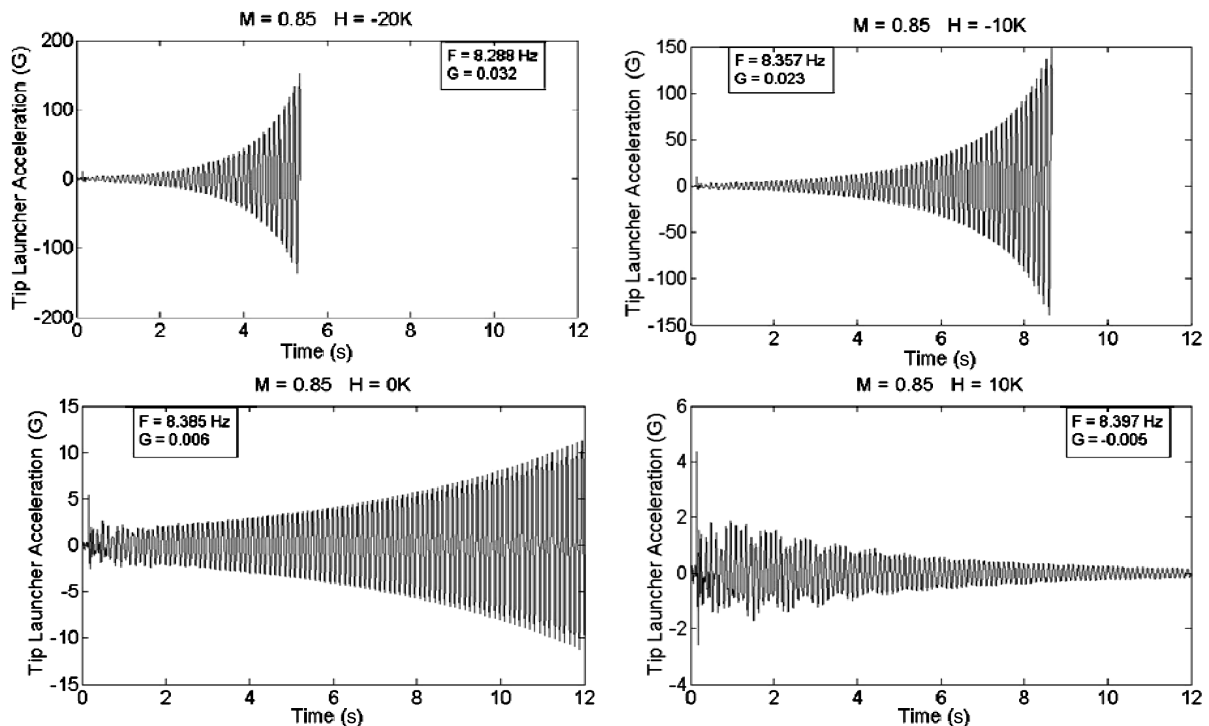 M = 0.85 H = -20K
200
100
0
-100
-200
Tip Launcher Acceleration (G)
F = 8.288 Hz
G = 0.032
0 2 4 6 8 10 12
Time (s)
M = 0.85 H = -10K
150
100
50
0
-50
-100
-150
Tip Launcher Acceleration (G)
F = 8.357 Hz
G = 0.023
0 2 4 6 8 10 12
Time (s)
M = 0.85 H = 0K
15
10
5
0
-5
-10
-15
Tip Launcher Acceleration (G)
F = 8.385 Hz
G = 0.006
0 2 4 6 8 10 12
Time (s)
M = 0.85 H = 10K
6
4
2
0
-2
-4
Tip Launcher Acceleration (G)
F = 8.397 Hz
G = -0.005
0 2 4 6 8 10 12
Time (s)